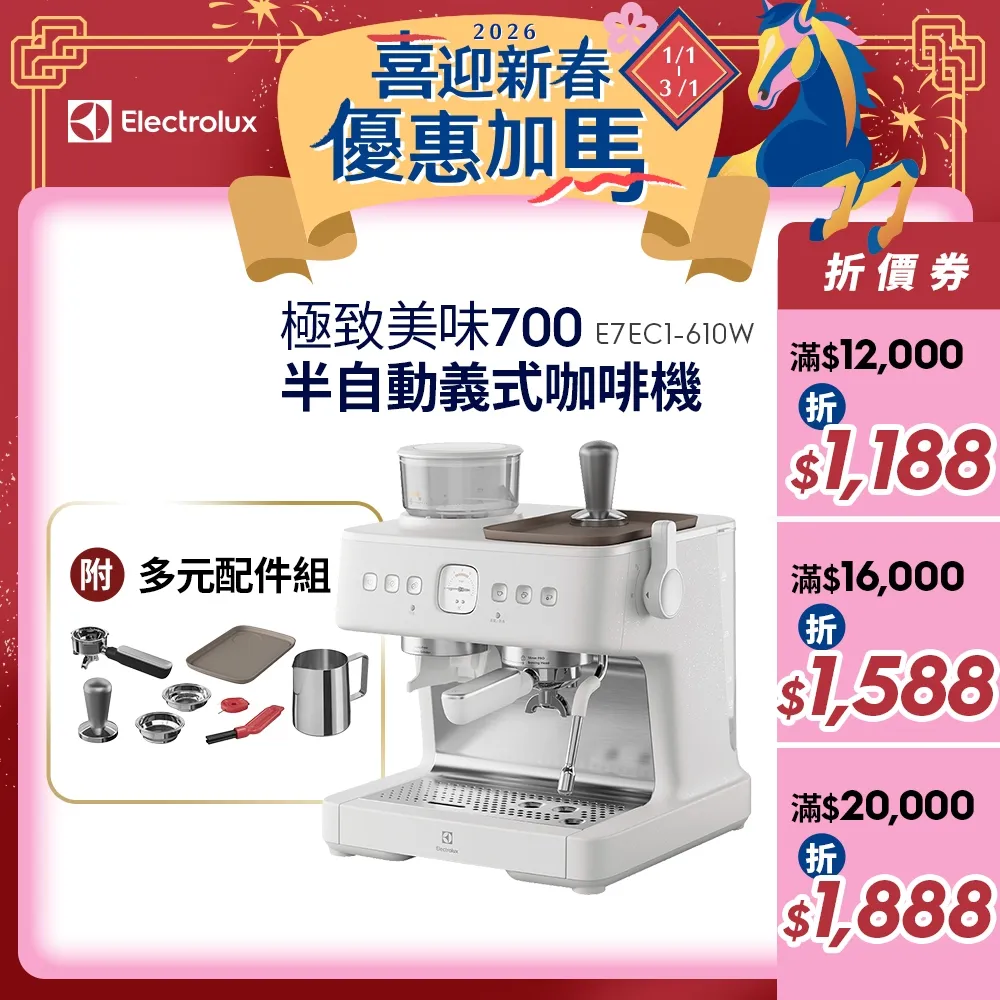 2026
喜迎新春
優惠加馬
1/1
-
3/1
Electrolux
折價券
極致美味700 E7EC1-610W
半自動義式咖啡機
滿$12,000
折
$1,188
滿$16,000
折
$1,588
滿$20,000
折
$1,888
附 多元配件組
Electrolux